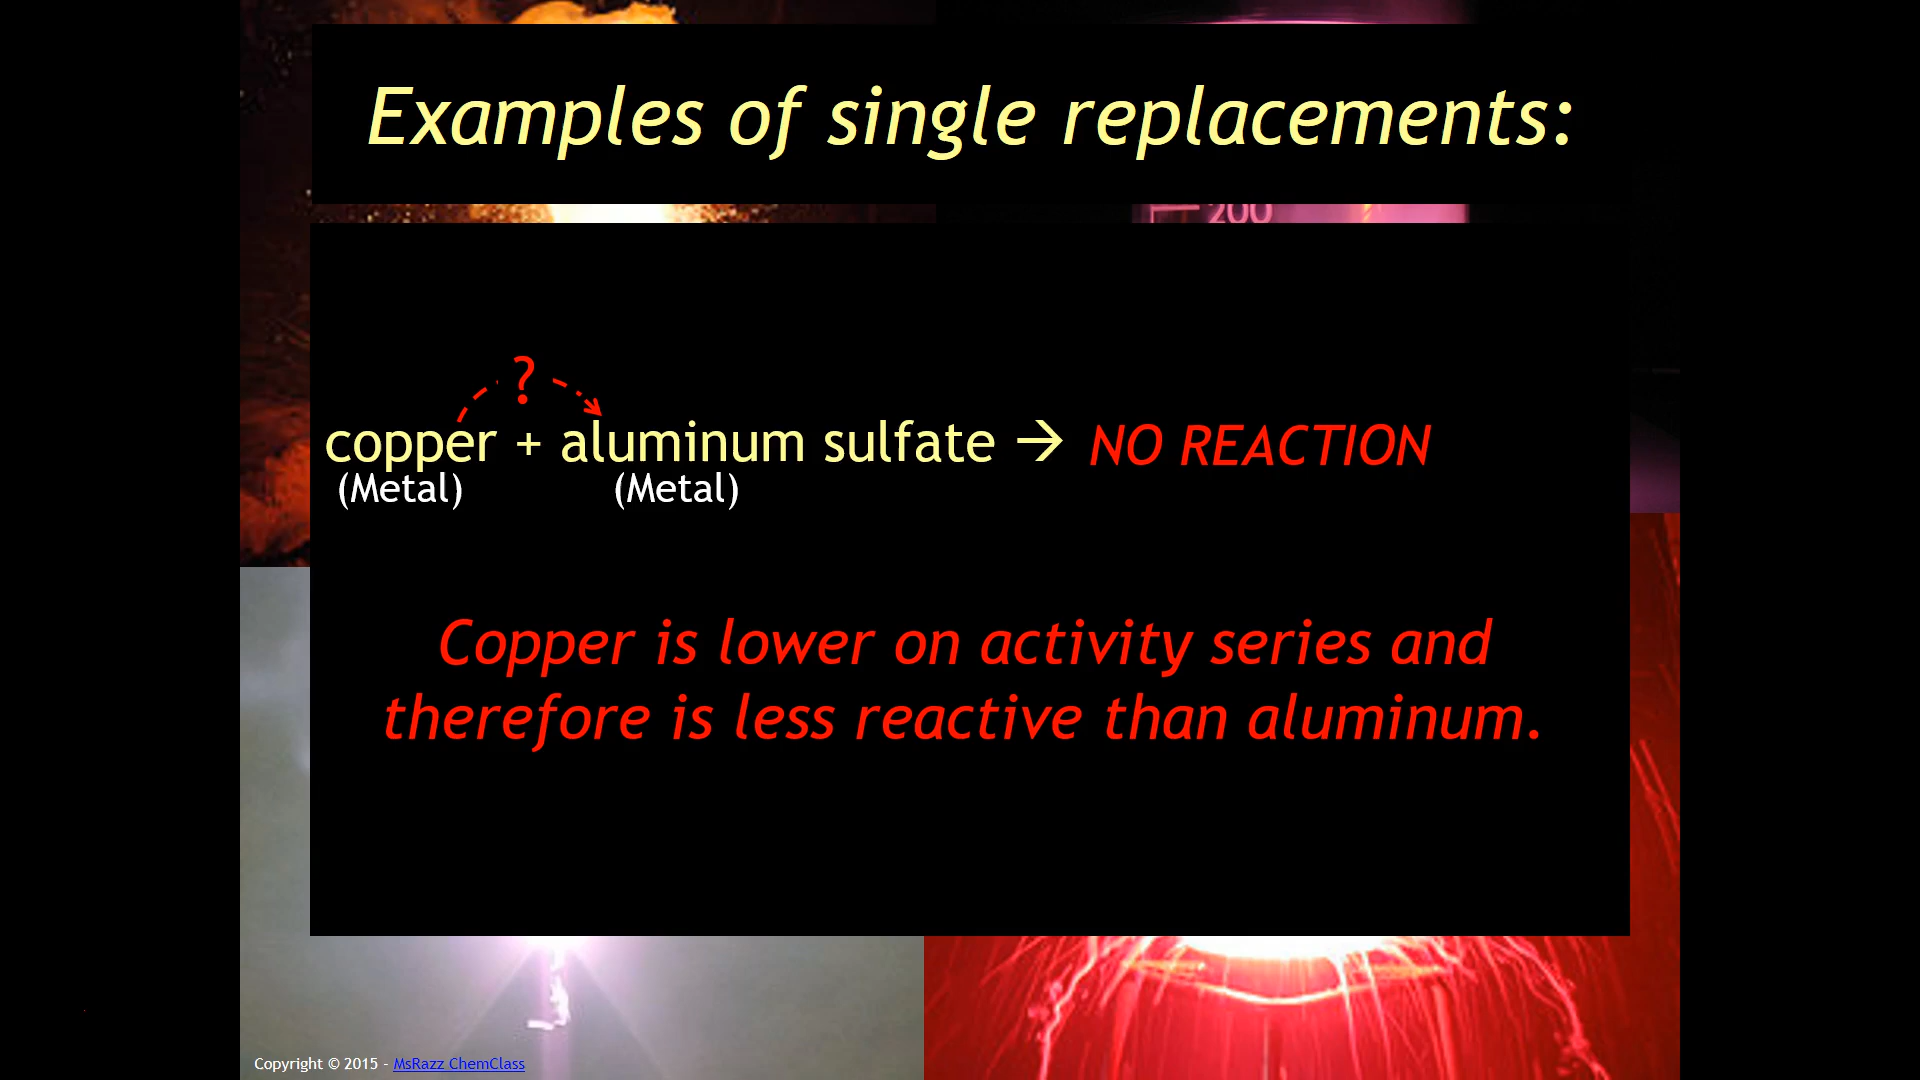 Examples of single replacements:
200
?
copper + aluminum sulfate → NO REACTION
(Metal) (Metal)
Copper is lower on activity series and
therefore is less reactive than aluminum.
Copyright © 2015 - MsRazz ChemClass